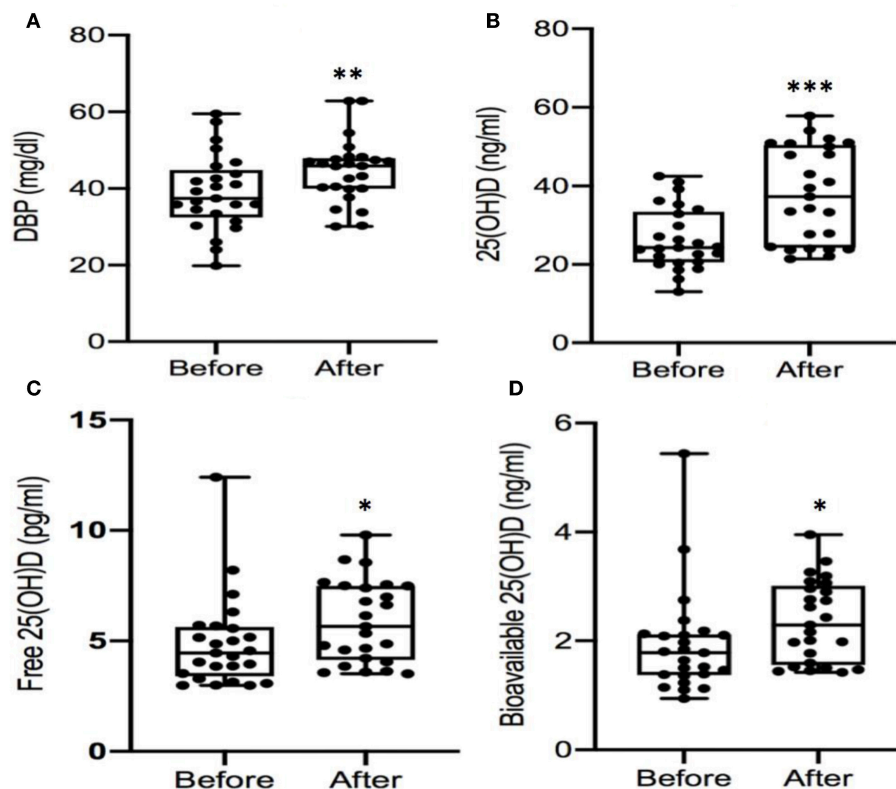 A
DBP (mg/dl)
80
60
40
20
0
**
Before After
B
25(OH)D (ng/ml)
80
60
40
20
0
***
Before After
C
Free 25(OH)D (pg/ml)
15
10
5
0
*
Before After
D
Bioavailable 25(OH)D (ng/ml)
6
4
2
0
*
Before After